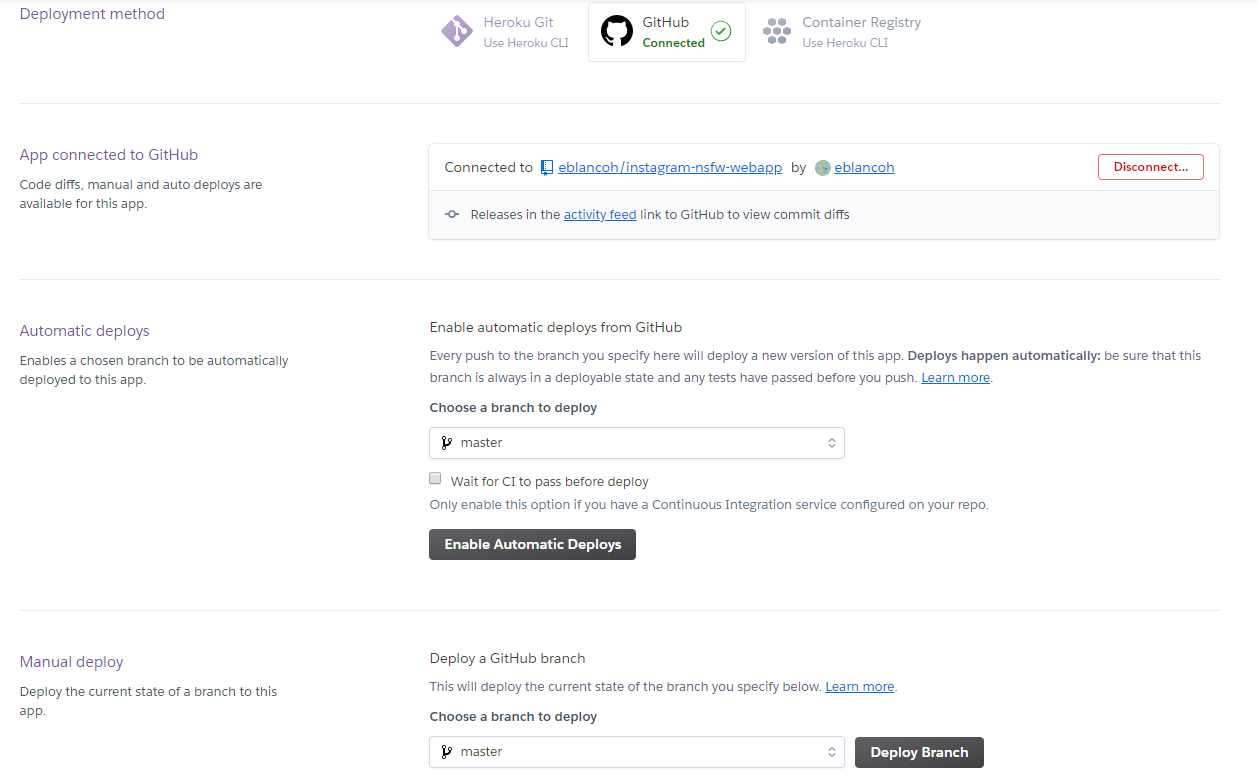 Deployment method
Heroku Git
Use Heroku CLI
GitHub
Connected
Container Registry
Use Heroku CLI
App connected to GitHub
Code diffs, manual and auto deploys are
available for this app.
Connected to eblancoh/instagram-nsfw-webapp by eblancoh
Disconnect...
Releases in the activity feed link to GitHub to view commit diffs
Automatic deploys
Enables a chosen branch to be automatically
deployed to this app.
Enable automatic deploys from GitHub
Every push to the branch you specify here will deploy a new version of this app. Deploys happen automatically: be sure that this
branch is always in a deployable state and any tests have passed before you push. Learn more.
Choose a branch to deploy
master
Wait for CI to pass before deploy
Only enable this option if you have a Continuous Integration service configured on your repo.
Enable Automatic Deploys
Manual deploy
Deploy the current state of a branch to this
app.
Deploy a GitHub branch
This will deploy the current state of the branch you specify below. Learn more.
Choose a branch to deploy
master
Deploy Branch